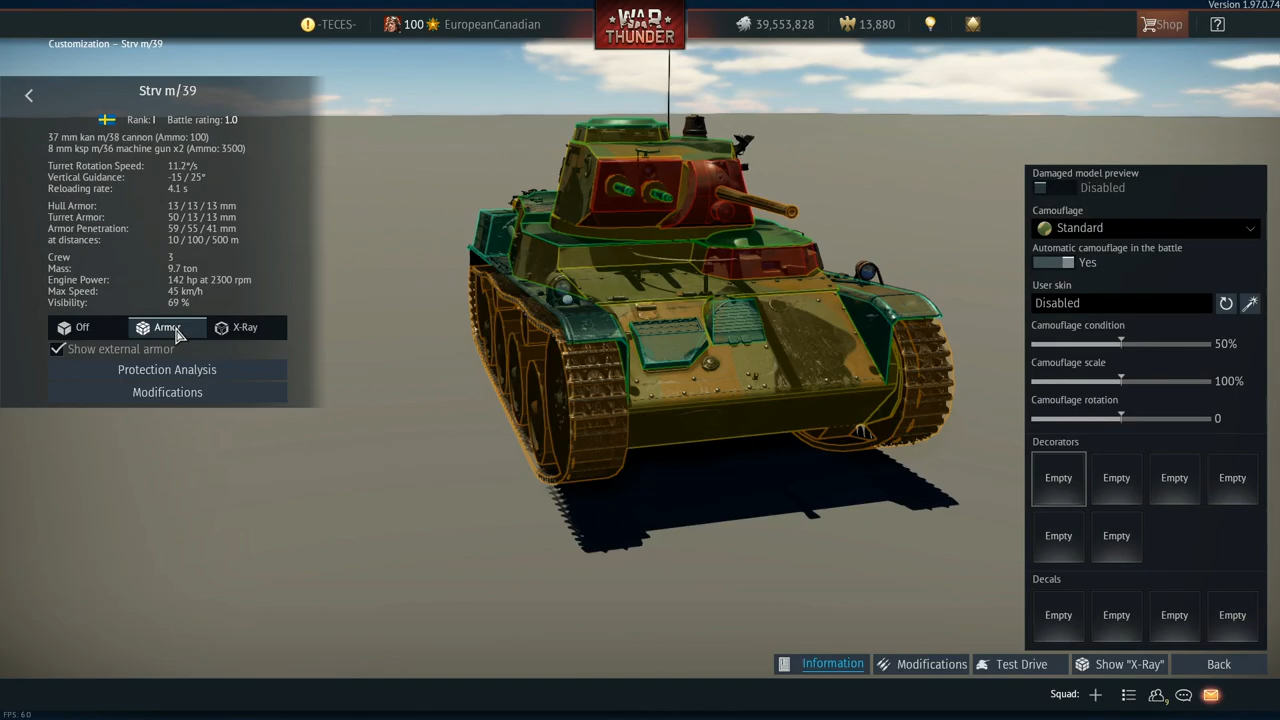 Version 1.97.0.74
-TECES-
100 EuropeanCanadian
WAR THUNDER
39,553,828
13,880
Shop
?
Customization – Strv m/39
Strv m/39
Rank: I Battle rating: 1.0
37 mm kan m/38 cannon (Ammo: 100)
8 mm ksp m/36 machine gun x2 (Ammo: 3500)
Turret Rotation Speed: 11.2°/s
Vertical Guidance: -15 / 25°
Reloading rate: 4.1 s
Hull Armor: 13 / 13 / 13 mm
Turret Armor: 50 / 13 / 13 mm
Armor Penetration: 59 / 55 / 41 mm
at distances: 10 / 100 / 500 m
Crew 3
Mass: 9.7 ton
Engine Power: 142 hp at 2300 rpm
Max Speed: 45 km/h
Visibility: 69 %
Off Armor X-Ray
Show external armor
Protection Analysis
Modifications
Damaged model preview
Disabled
Camouflage
Standard
Automatic camouflage in the battle
Yes
User skin
Disabled
Camouflage condition
50%
Camouflage scale
100%
Camouflage rotation
0
Decorators
Empty Empty Empty Empty
Empty Empty
Decals
Empty Empty Empty Empty
Information Modifications Test Drive Show "X-Ray" Back
Squad: 9
FPS: 60